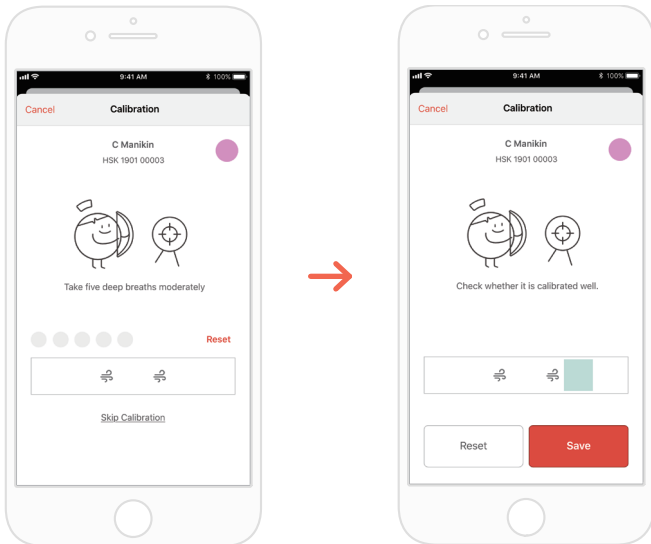 9:41 AM
100%
Cancel
Calibration
C Manikin
HSK 1901 00003
Take five deep breaths moderately
Reset
Skip Calibration
9:41 AM
100%
Cancel
Calibration
C Manikin
HSK 1901 00003
Check whether it is calibrated well.
Reset
Save